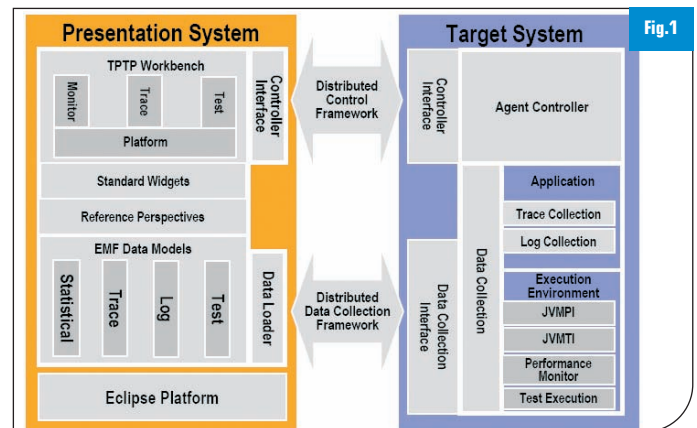 Fig.1
Presentation System
TPTP Workbench
Monitor
Trace
Test
Platform
Controller
Interface
Standard Widgets
Reference Perspectives
EMF Data Models
Statistical
Trace
Log
Test
Data Loader
Eclipse Platform
Distributed
Control
Framework
Distributed
Data Collection
Framework
Target System
Controller
Interface
Agent Controller
Data Collection
Interface
Data Collection
Application
Trace Collection
Log Collection
Execution
Environment
JVMPI
JVMTI
Performance
Monitor
Test Execution